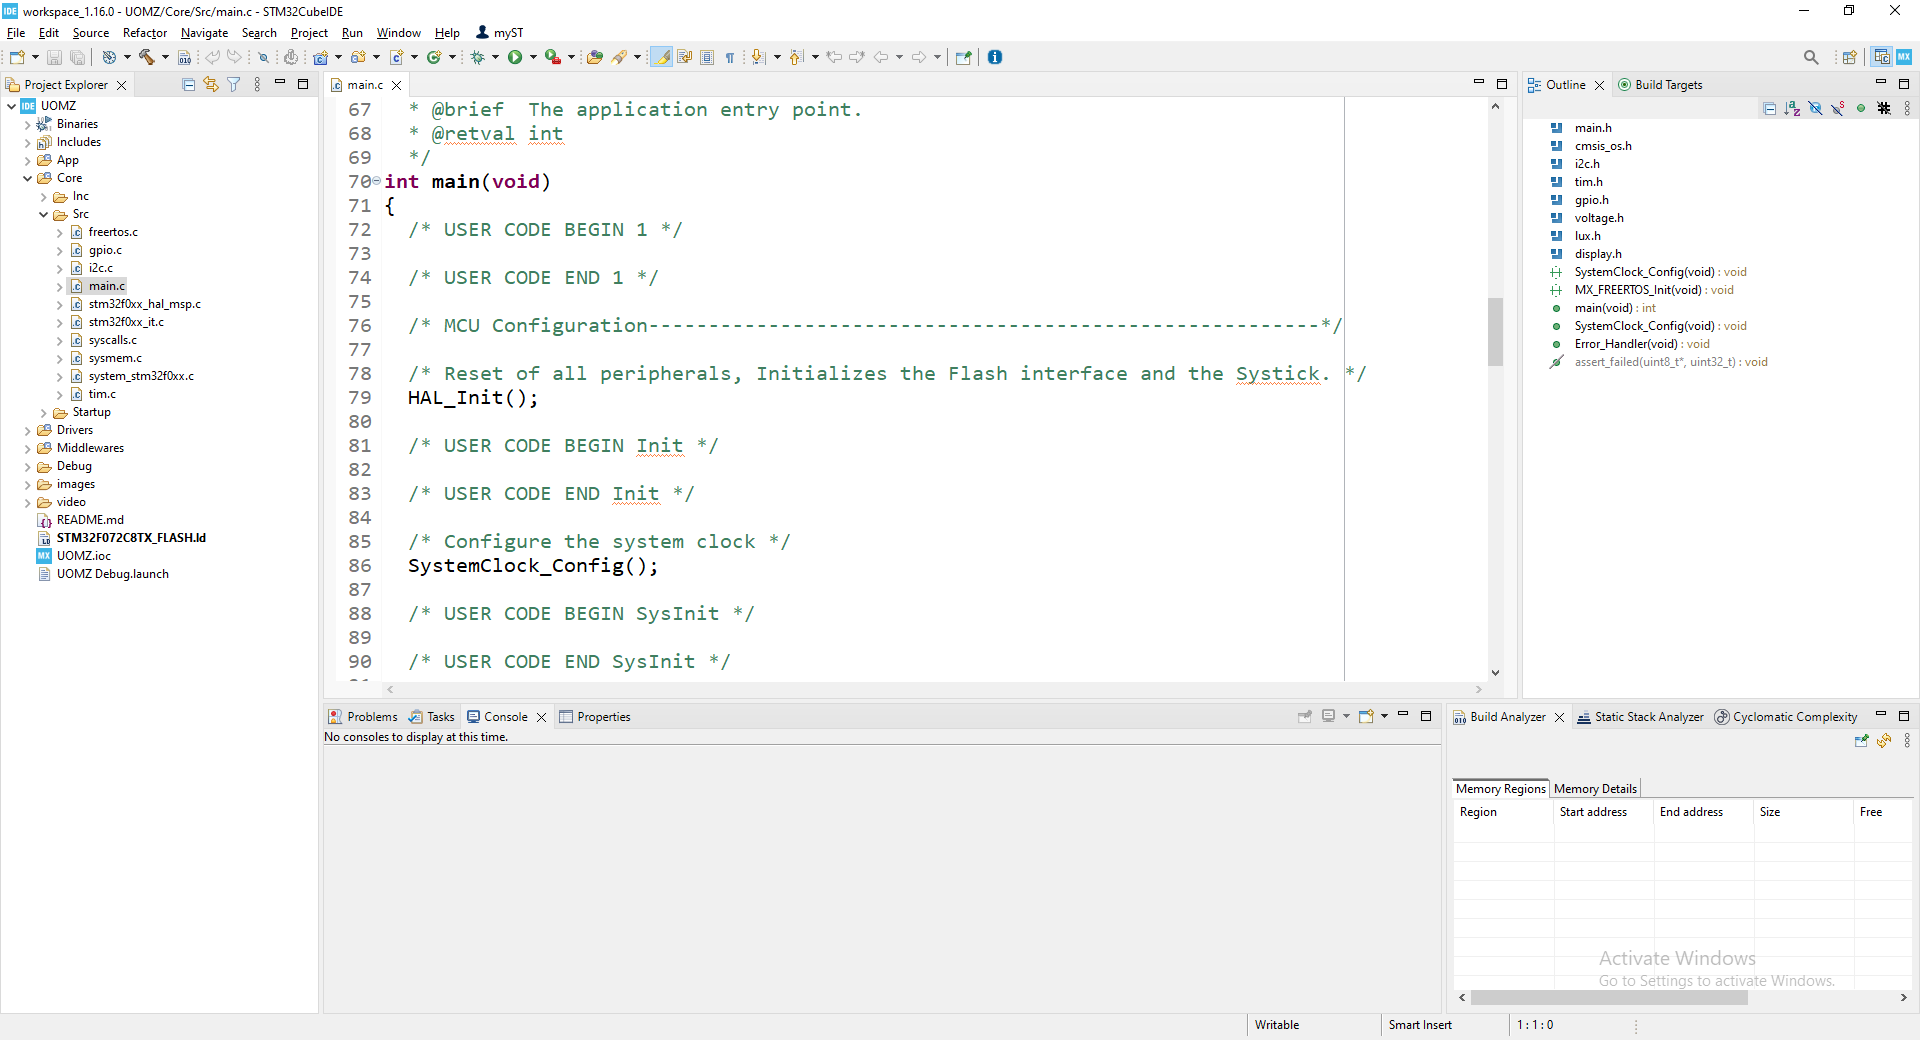 workspace_1.16.0 - UOMZ/Core/Src/main.c - STM32CubeIDE
File Edit Source Refactor Navigate Search Project Run Window Help myST
Project Explorer
UOMZ
Binaries
Includes
App
Core
Inc
Src
freertos.c
gpio.c
i2c.c
main.c
stm32f0xx_hal_msp.c
stm32f0xx_it.c
syscalls.c
sysmem.c
system_stm32f0xx.c
tim.c
Startup
Drivers
Middlewares
Debug
images
video
README.md
STM32F072C8TX_FLASH.ld
UOMZ.ioc
UOMZ Debug.launch
main.c
67 * @brief  The application entry point.
68 * @retval int
69 */
70 int main(void)
71 {
72 /* USER CODE BEGIN 1 */
73
74 /* USER CODE END 1 */
75
76 /* MCU Configuration--------------------------------------------------------*/
77
78 /* Reset of all peripherals, Initializes the Flash interface and the Systick. */
79 HAL_Init();
80
81 /* USER CODE BEGIN Init */
82
83 /* USER CODE END Init */
84
85 /* Configure the system clock */
86 SystemClock_Config();
87
88 /* USER CODE BEGIN SysInit */
89
90 /* USER CODE END SysInit */
Outline Build Targets
main.h
cmsis_os.h
i2c.h
tim.h
gpio.h
voltage.h
lux.h
display.h
SystemClock_Config(void) : void
MX_FREERTOS_Init(void) : void
main(void) : int
SystemClock_Config(void) : void
Error_Handler(void) : void
assert_failed(uint8_t*, uint32_t) : void
Problems Tasks Console Properties
No consoles to display at this time.
Build Analyzer Static Stack Analyzer Cyclomatic Complexity
Memory Regions Memory Details
Region Start address End address Size Free
Activate Windows
Go to Settings to activate Windows.
Writable Smart Insert 1 : 1 : 0